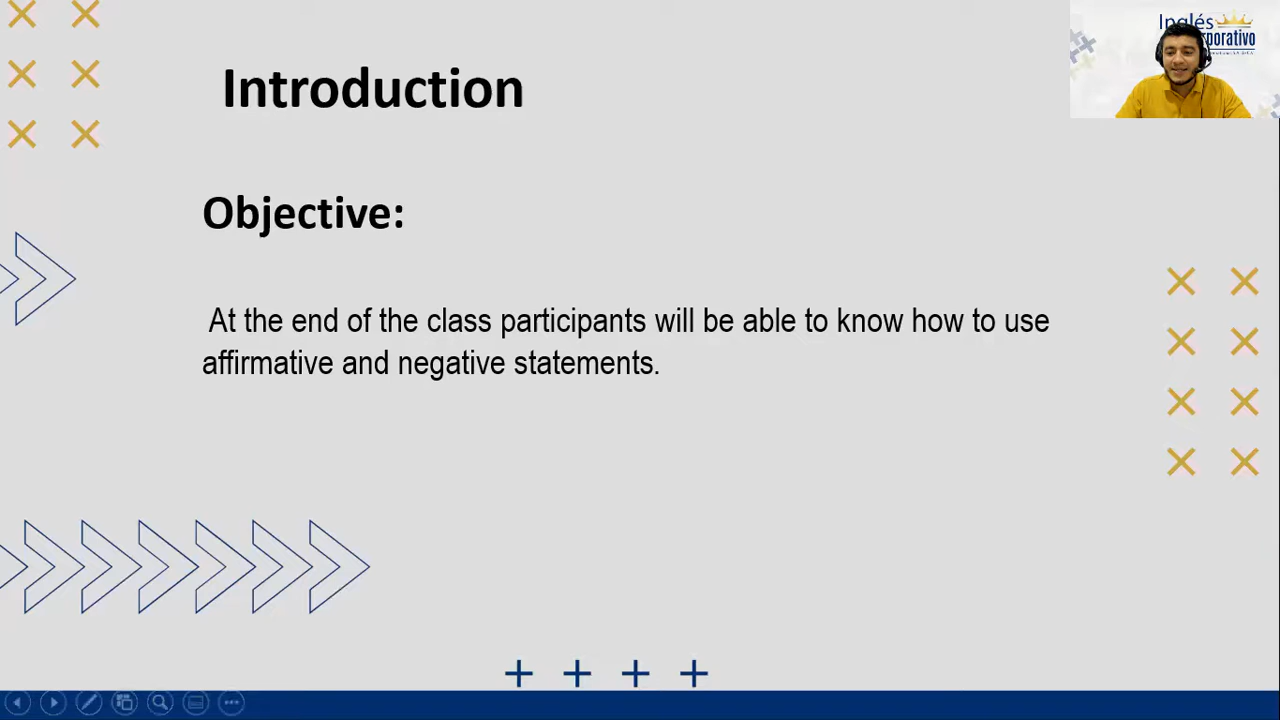 Introduction
Inglés
Objective:
At the end of the class participants will be able to know how to use
affirmative and negative statements.